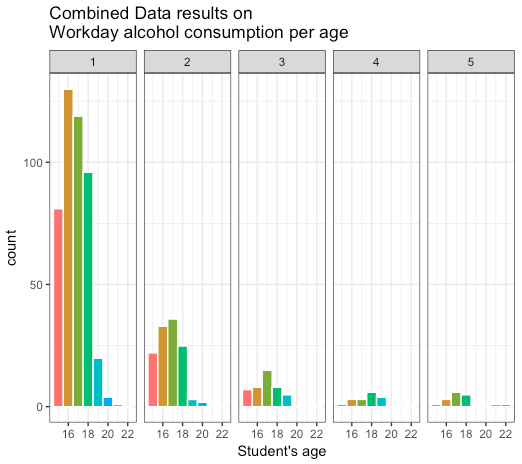 Combined Data results on
Workday alcohol consumption per age
1 2 3 4 5
100
50
0
count
16 18 20 22 16 18 20 22 16 18 20 22 16 18 20 22 16 18 20 22
Student's age